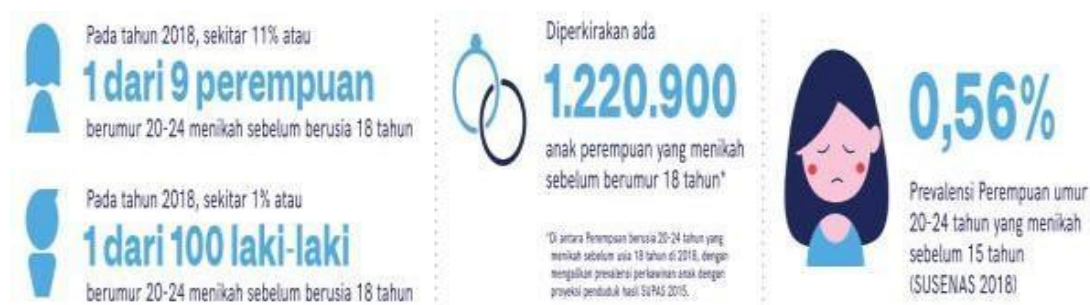 Pada tahun 2018, sekitar 11% atau
1 dari 9 perempuan
berumur 20-24 menikah sebelum berusia 18 tahun
Pada tahun 2018, sekitar 1% atau
1 dari 100 laki-laki
berumur 20-24 menikah sebelum berusia 18 tahun
Diperkirakan ada
1.220.900
anak perempuan yang menikah
sebelum berumur 18 tahun*
*Di antara Perempuan berusia 20-24 tahun yang
menikah sebelum usia 18 tahun di 2018, dengan
mengalikan prevalensi perkawinan anak dengan
proyeksi penduduk hasil SUPAS 2015.
0,56%
Prevalensi Perempuan umur
20-24 tahun yang menikah
sebelum 15 tahun
(SUSENAS 2018)